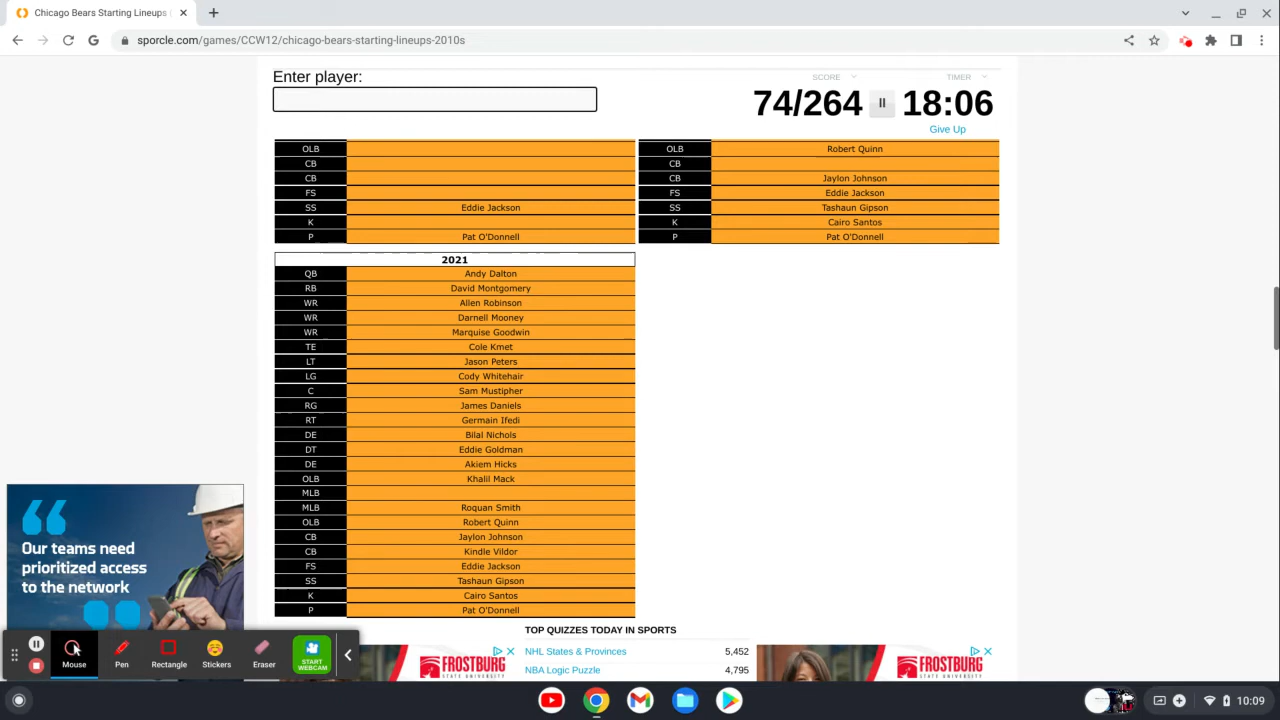 Chicago Bears Starting Lineups (
sporcle.com/games/CCW12/chicago-bears-starting-lineups-2010s
Enter player:
SCORE
TIMER
74/264
18:06
Give Up
OLB
CB
CB
FS
SS Eddie Jackson
K
P Pat O'Donnell
OLB Robert Quinn
CB
CB Jaylon Johnson
FS Eddie Jackson
SS Tashaun Gipson
K Cairo Santos
P Pat O'Donnell
2021
QB Andy Dalton
RB David Montgomery
WR Allen Robinson
WR Darnell Mooney
WR Marquise Goodwin
TE Cole Kmet
LT Jason Peters
LG Cody Whitehair
C Sam Mustipher
RG James Daniels
RT Germain Ifedi
DE Bilal Nichols
DT Eddie Goldman
DE Akiem Hicks
OLB Khalil Mack
MLB
MLB Roquan Smith
OLB Robert Quinn
CB Jaylon Johnson
CB Kindle Vildor
FS Eddie Jackson
SS Tashaun Gipson
K Cairo Santos
P Pat O'Donnell
Our teams need
prioritized access
to the network
TOP QUIZZES TODAY IN SPORTS
NHL States & Provinces 5,452
NBA Logic Puzzle 4,795
FROSTBURG
STATE UNIVERSITY
FROSTBURG
STATE UNIVERSITY
Mouse
Pen
Rectangle
Stickers
Eraser
START
WEBCAM
10:09